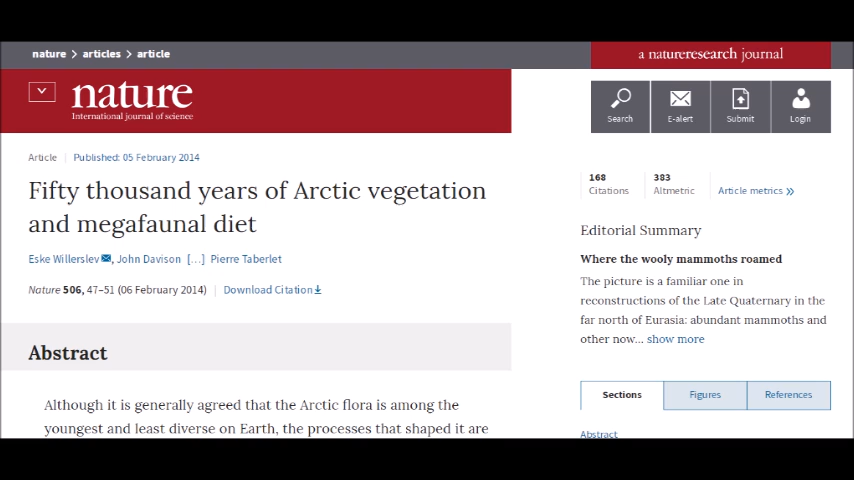 nature > articles > article
a natureresearch journal
nature
International journal of science
Search
E-alert
Submit
Login
Article | Published: 05 February 2014
Fifty thousand years of Arctic vegetation
and megafaunal diet
Eske Willerslev, John Davison [...] Pierre Taberlet
Nature 506, 47–51 (06 February 2014) | Download Citation
Abstract
Although it is generally agreed that the Arctic flora is among the
youngest and least diverse on Earth, the processes that shaped it are
168
Citations
383
Altmetric
Article metrics »
Editorial Summary
Where the wooly mammoths roamed
The picture is a familiar one in
reconstructions of the Late Quaternary in the
far north of Eurasia: abundant mammoths and
other now... show more
Sections
Figures
References
Abstract